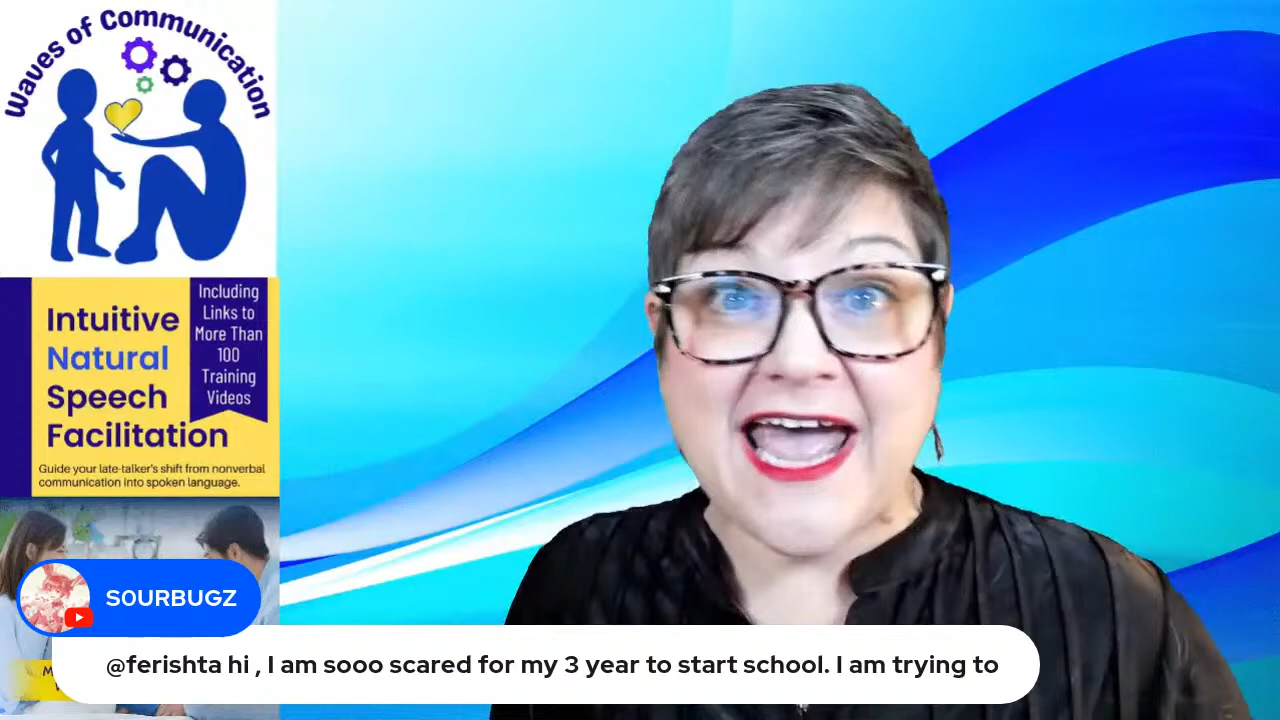 Waves of Communication
Including
Links to
More Than
100
Training
Videos
Intuitive
Natural
Speech
Facilitation
Guide your late-talker's shift from nonverbal
communication into spoken language.
S0URBUGZ
@ferishta hi , I am sooo scared for my 3 year to start school. I am trying to